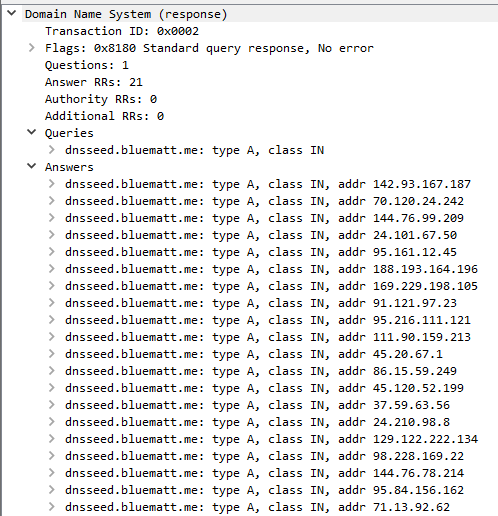 Domain Name System (response)
Transaction ID: 0x0002
Flags: 0x8180 Standard query response, No error
Questions: 1
Answer RRs: 21
Authority RRs: 0
Additional RRs: 0
Queries
dnsseed.bluematt.me: type A, class IN
Answers
dnsseed.bluematt.me: type A, class IN, addr 142.93.167.187
dnsseed.bluematt.me: type A, class IN, addr 70.120.24.242
dnsseed.bluematt.me: type A, class IN, addr 144.76.99.209
dnsseed.bluematt.me: type A, class IN, addr 24.101.67.50
dnsseed.bluematt.me: type A, class IN, addr 95.161.12.45
dnsseed.bluematt.me: type A, class IN, addr 188.193.164.196
dnsseed.bluematt.me: type A, class IN, addr 169.229.198.105
dnsseed.bluematt.me: type A, class IN, addr 91.121.97.23
dnsseed.bluematt.me: type A, class IN, addr 95.216.111.121
dnsseed.bluematt.me: type A, class IN, addr 111.90.159.213
dnsseed.bluematt.me: type A, class IN, addr 45.20.67.1
dnsseed.bluematt.me: type A, class IN, addr 86.15.59.249
dnsseed.bluematt.me: type A, class IN, addr 45.120.52.199
dnsseed.bluematt.me: type A, class IN, addr 37.59.63.56
dnsseed.bluematt.me: type A, class IN, addr 24.210.98.8
dnsseed.bluematt.me: type A, class IN, addr 129.122.222.134
dnsseed.bluematt.me: type A, class IN, addr 98.228.169.22
dnsseed.bluematt.me: type A, class IN, addr 144.76.78.214
dnsseed.bluematt.me: type A, class IN, addr 95.84.156.162
dnsseed.bluematt.me: type A, class IN, addr 71.13.92.62